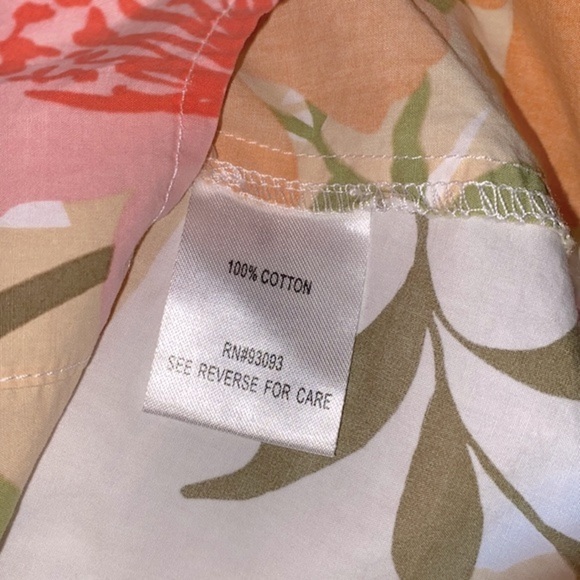 100% COTTON
RN#93093
SEE REVERSE FOR CARE